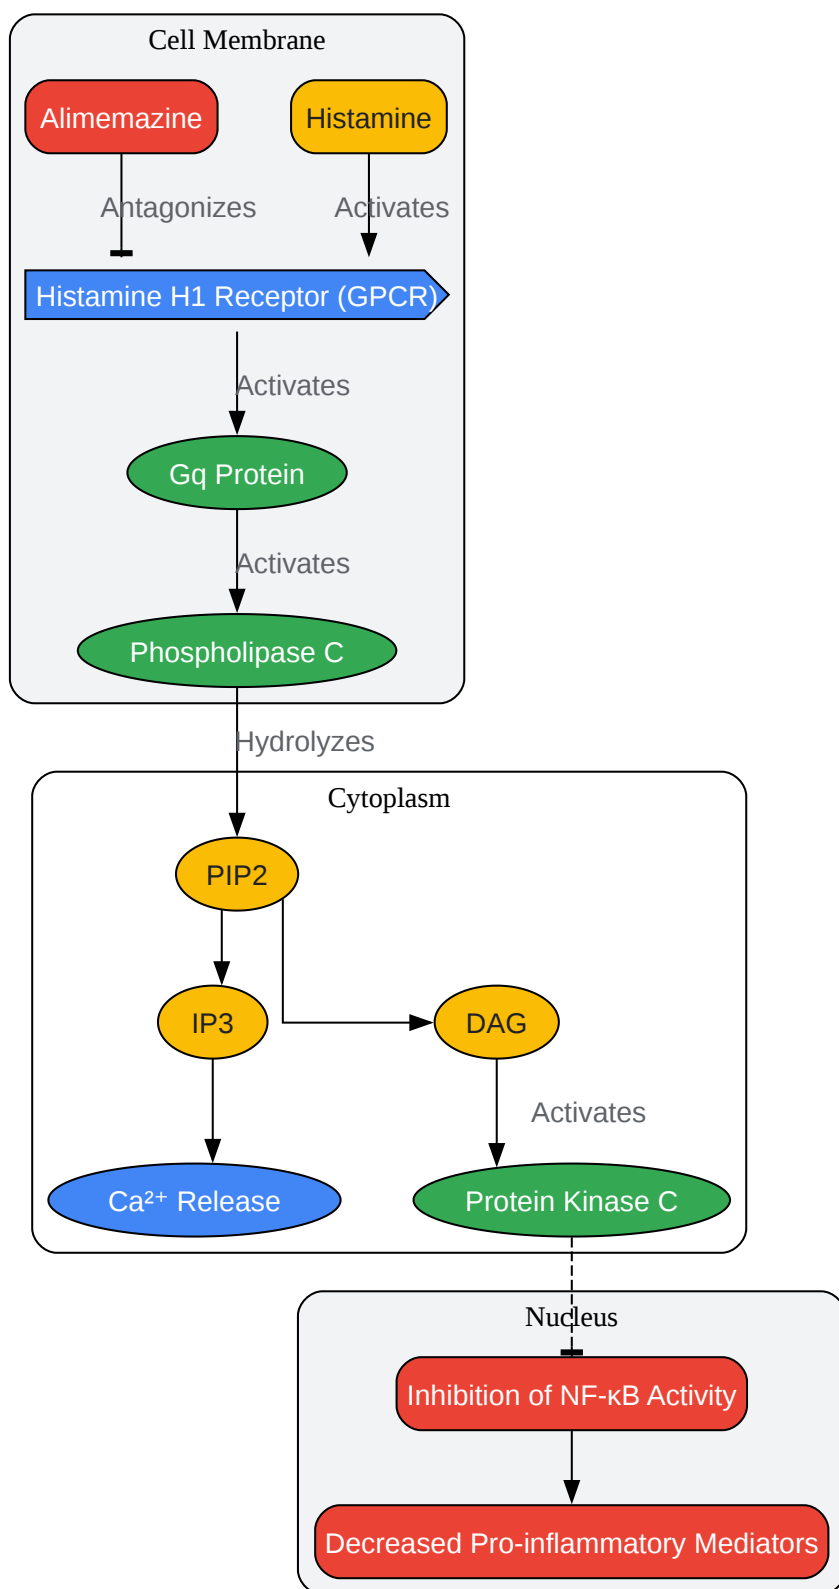 Cell Membrane
Alimemazine
Histamine
Antagonizes
Activates
Histamine H1 Receptor (GPCR)
Activates
Gq Protein
Activates
Phospholipase C
Hydrolyzes
Cytoplasm
PIP2
IP3
DAG
Activates
Ca²⁺ Release
Protein Kinase C
Nucleus
Inhibition of NF-κB Activity
Decreased Pro-inflammatory Mediators